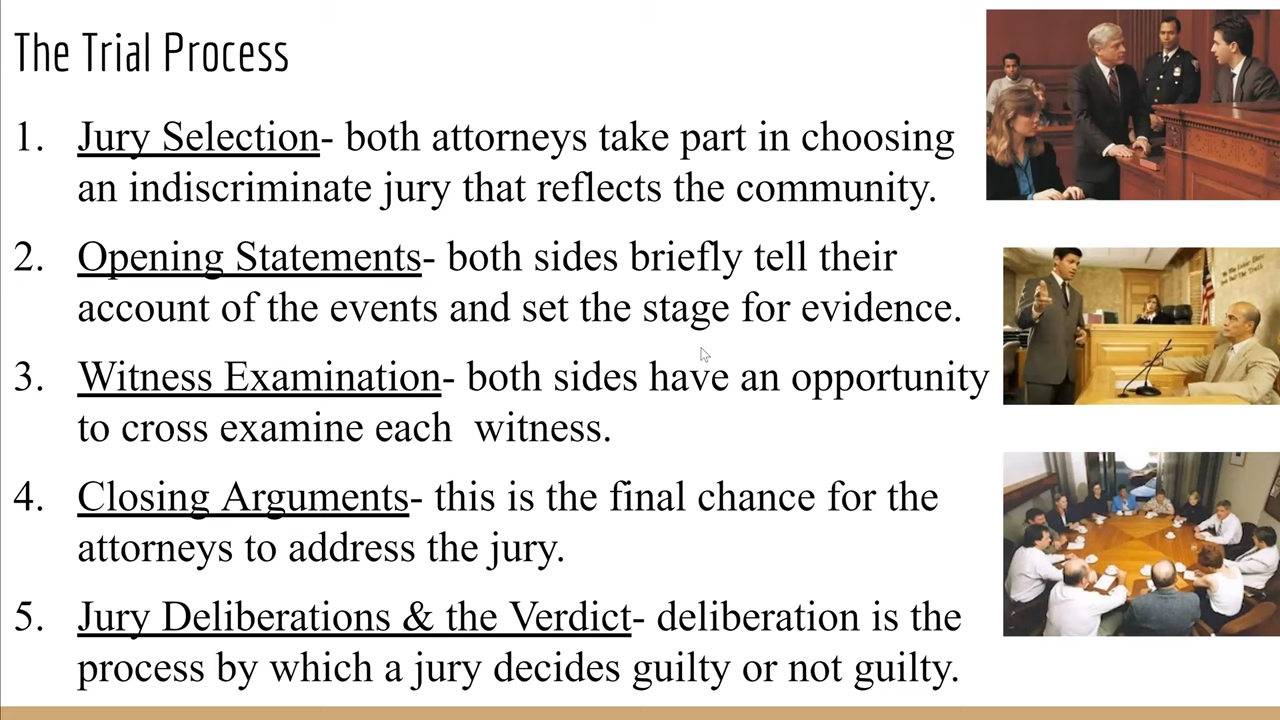 The Trial Process
1. Jury Selection- both attorneys take part in choosing
an indiscriminate jury that reflects the community.
2. Opening Statements- both sides briefly tell their
account of the events and set the stage for evidence.
3. Witness Examination- both sides have an opportunity
to cross examine each  witness.
4. Closing Arguments- this is the final chance for the
attorneys to address the jury.
5. Jury Deliberations & the Verdict- deliberation is the
process by which a jury decides guilty or not guilty.